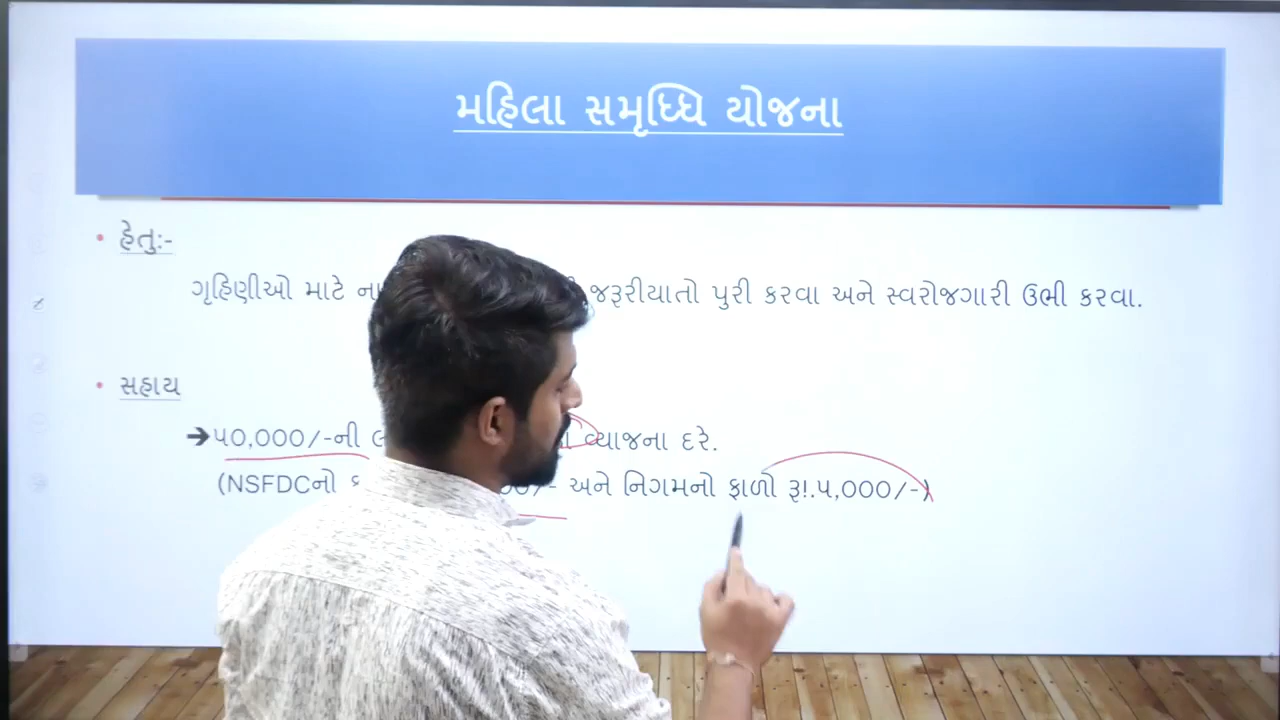 મહિલા સમૃધ્ધિ યોજના
હેતુઃ-
ગૃહિણીઓ માટે જરૂરીયાતો પુરી કરવા અને સ્વરોજગારી ઉભી કરવા.
સહાય
➔૫૦,૦૦૦/-ની વ્યાજના દરે.
(NSFDCનો અને નિગમનો ફાળો રૂ!.૫,૦૦૦/-)